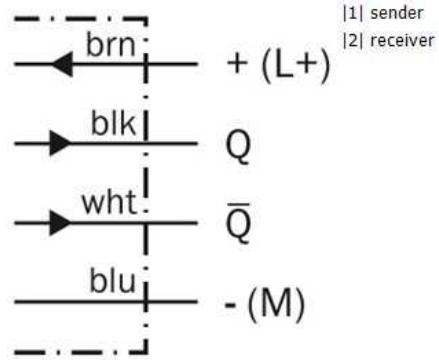 |1| sender
|2| receiver
brn + (L+)
blk Q
wht Q̅
blu - (M)